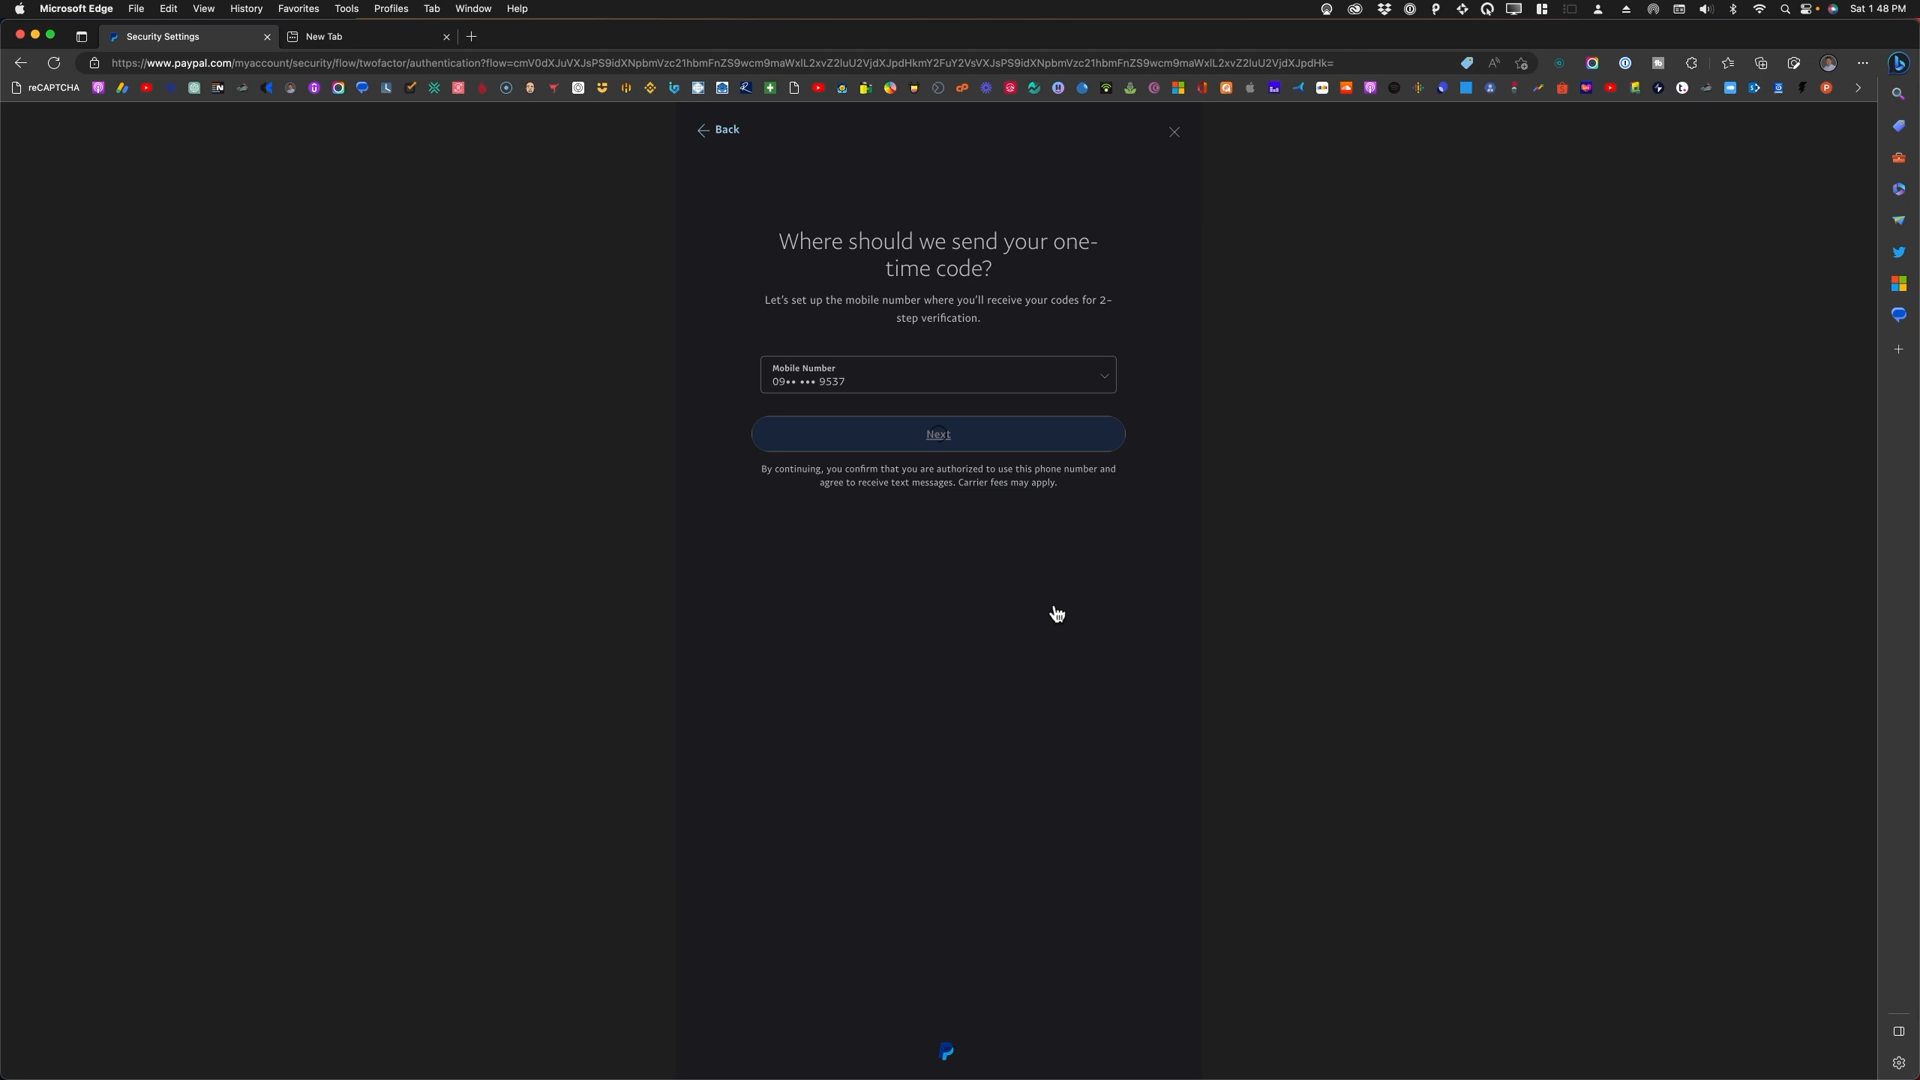 Microsoft Edge File Edit View History Favorites Tools Profiles Tab Window Help Sat 1 48 PM
Security Settings New Tab
https://www.paypal.com/myaccount/security/flow/twofactor/authentication?flow=
reCAPTCHA
Back
Where should we send your one-
time code?
Let's set up the mobile number where you'll receive your codes for 2-
step verification.
Mobile Number
09•• ••• 9537
Next
By continuing, you confirm that you are authorized to use this phone number and
agree to receive text messages. Carrier fees may apply.